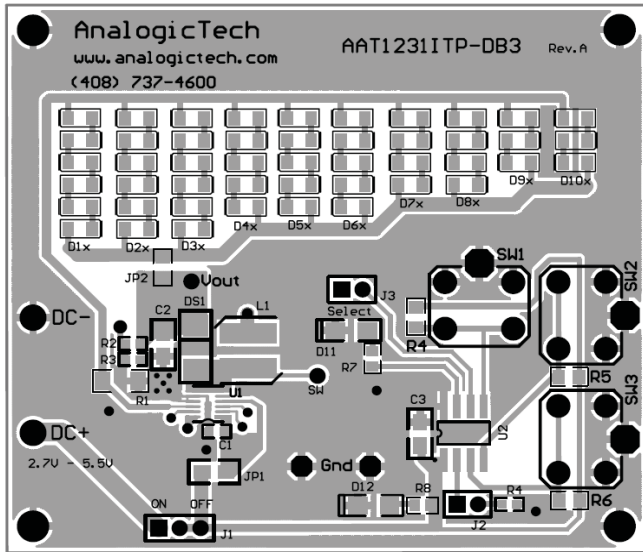 AnalogicTech
www.analogictech.com
(408) 737-4600
AAT1231ITP-DB3 Rev.A
D1x D2x D3x D4x D5x D6x D7x D8x D9x D10x
JP2
Vout
SW1
SW2
J3
Select
DS1
C2
L1
DC-
D11
R4
R2
R3
R7
R5
R1
U1
SW
SW3
C3
U2
DC+
C1
2.7V - 5.5V
JP1
Gnd
D12
R8
R4
R6
ON OFF
J1
J2